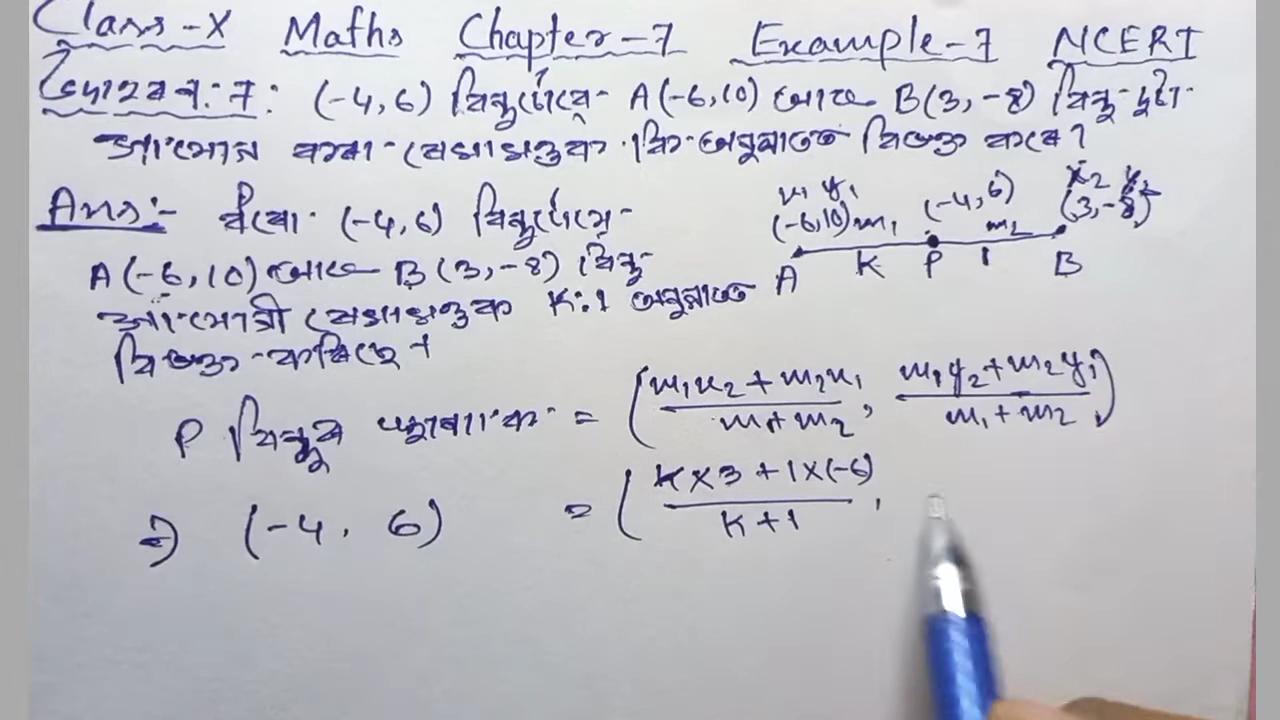 Class-X Maths Chapter-7 Example-7 NCERT
উদাহৰণ: 7: (-4,6) বিন্দুটোৱে A(-6,10) আৰু B(3,-8) বিন্দু দুটা
সংযোগ কৰা ৰেখাখণ্ডক কি অনুপাতত বিভক্ত কৰে।
x₁ y₁ x₂ y₂
Ans:- ধৰো (-4,6) বিন্দুটোৱে
(-6,10) m₁ (-4,6) m₂ (3,-8)
A K P 1 B
A(-6,10) আৰু B(3,-8) বিন্দু
সংযোগী ৰেখাখণ্ডক K:1 অনুপাতত
বিভক্ত কৰিছে।
P বিন্দুৰ স্থানাংক = (m₁x₂+m₂x₁/m₁+m₂, m₁y₂+m₂y₁/m₁+m₂)
⇒ (-4, 6) = (K×3+1×(-6)/K+1,